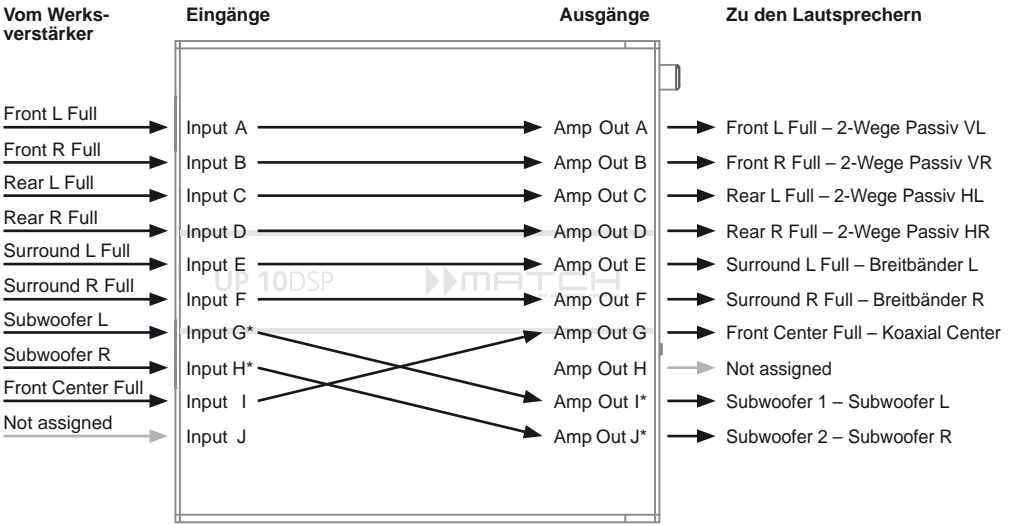 Vom Werks-
verstärker
Eingänge
Ausgänge
Zu den Lautsprechern
Front L Full
Input A
Amp Out A
Front L Full – 2-Wege Passiv VL
Front R Full
Input B
Amp Out B
Front R Full – 2-Wege Passiv VR
Rear L Full
Input C
Amp Out C
Rear L Full – 2-Wege Passiv HL
Rear R Full
Input D
Amp Out D
Rear R Full – 2-Wege Passiv HR
Surround L Full
Input E
Amp Out E
Surround L Full – Breitbänder L
UP 10DSP
MATCH
Surround R Full
Input F
Amp Out F
Surround R Full – Breitbänder R
Subwoofer L
Input G*
Amp Out G
Front Center Full – Koaxial Center
Subwoofer R
Input H*
Amp Out H
Not assigned
Front Center Full
Input I
Amp Out I*
Subwoofer 1 – Subwoofer L
Not assigned
Input J
Amp Out J*
Subwoofer 2 – Subwoofer R